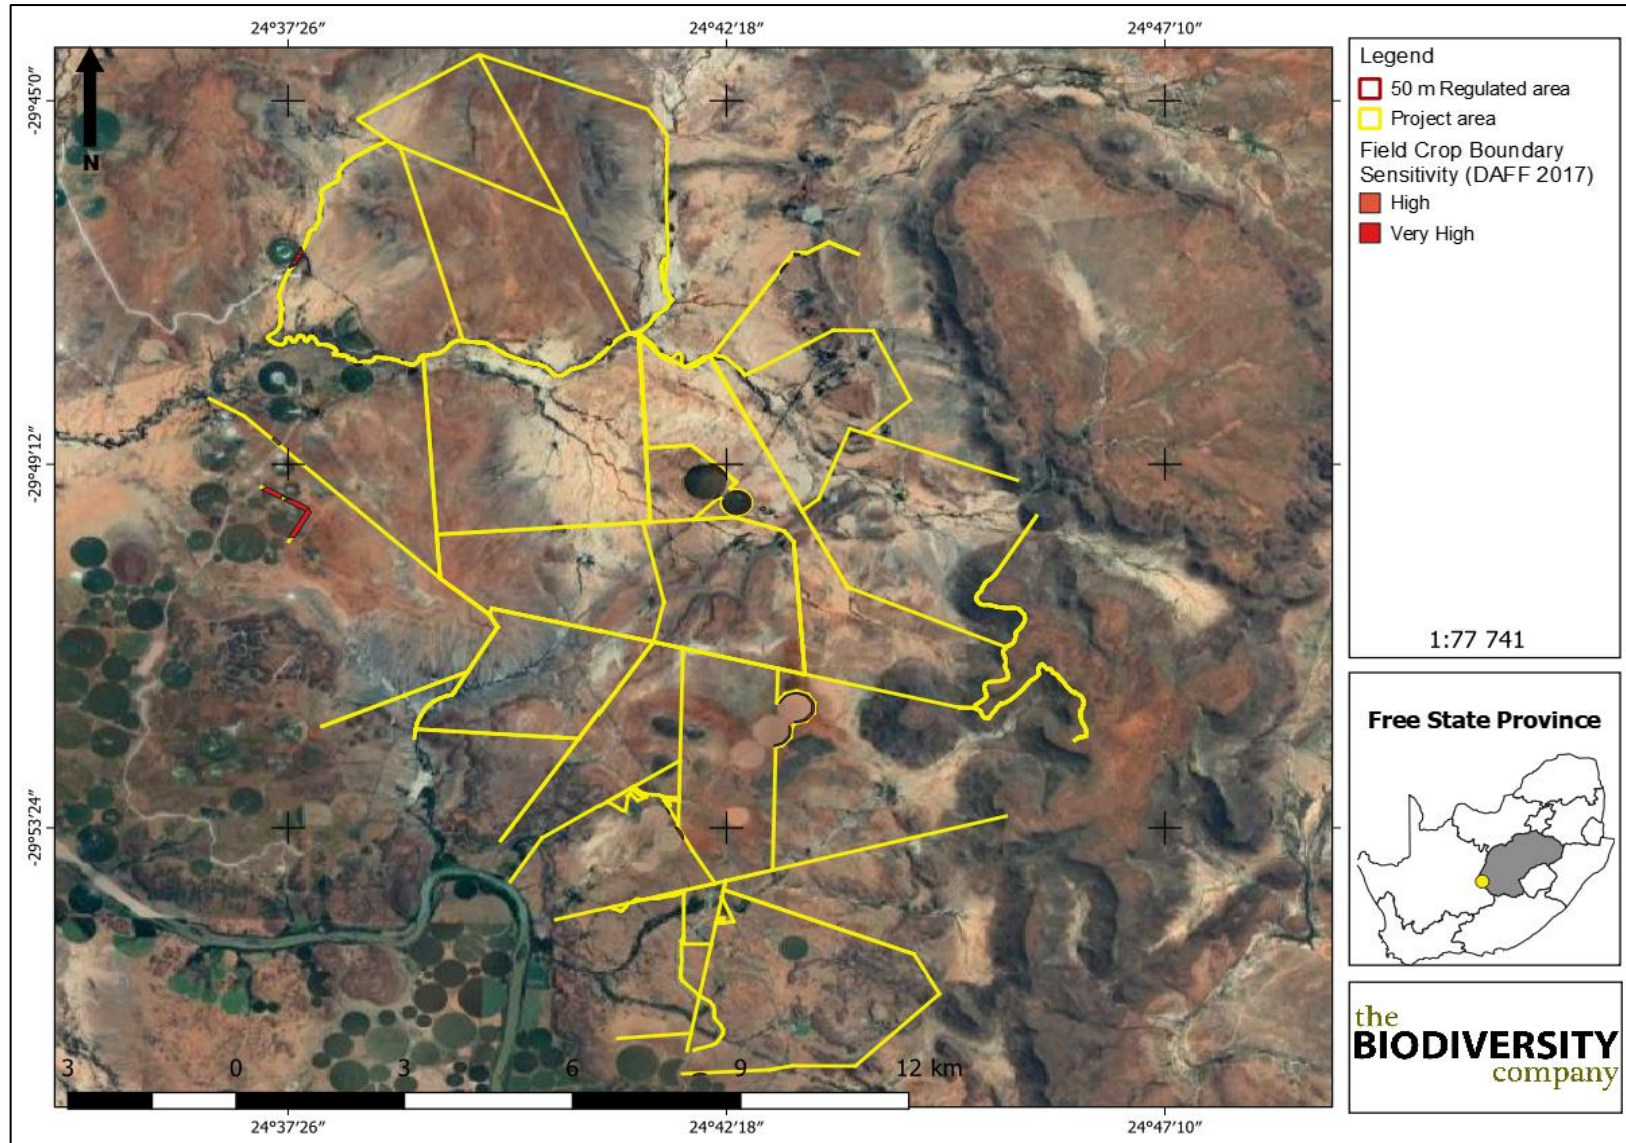 24°37'26"
24°42'18"
24°47'10"
-29°45'0"
-29°49'12"
-29°53'24"
N
3
0
3
6
9
12 km
24°37'26"
24°42'18"
24°47'10"
Legend
50 m Regulated area
Project area
Field Crop Boundary
Sensitivity (DAFF 2017)
High
Very High
1:77 741
Free State Province
the
BIODIVERSITY
company